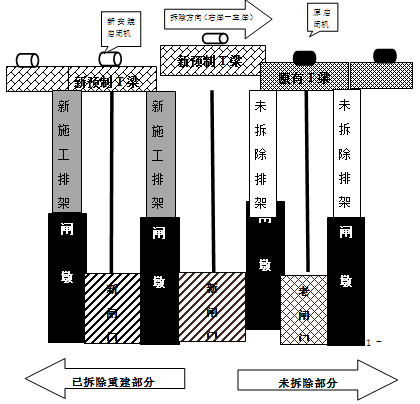 新安装
启闭机
拆除方向（右岸—左岸）
原启
闭机
新预制T梁
新预制T梁
原有T梁
新施工排架
新施工排架
未拆除排架
未拆除排架
闸墩
闸墩
闸墩
闸墩
新闸门
新闸门
老闸门
1
已拆除重建部分
未拆除部分